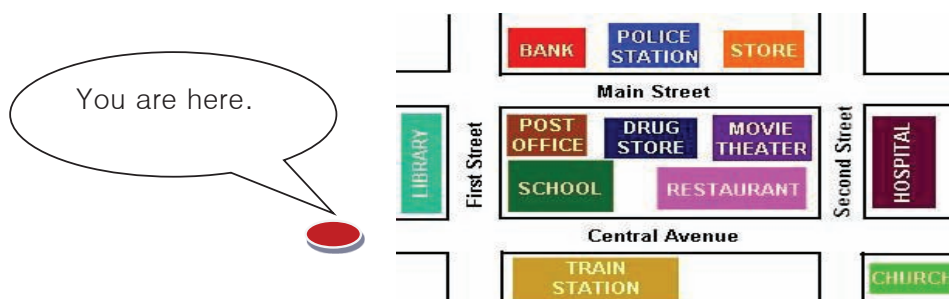 You are here.
BANK
POLICE
STATION
STORE
Main Street
LIBRARY
First Street
POST
OFFICE
DRUG
STORE
MOVIE
THEATER
SCHOOL
RESTAURANT
Second Street
HOSPITAL
Central Avenue
TRAIN
STATION
CHURCH